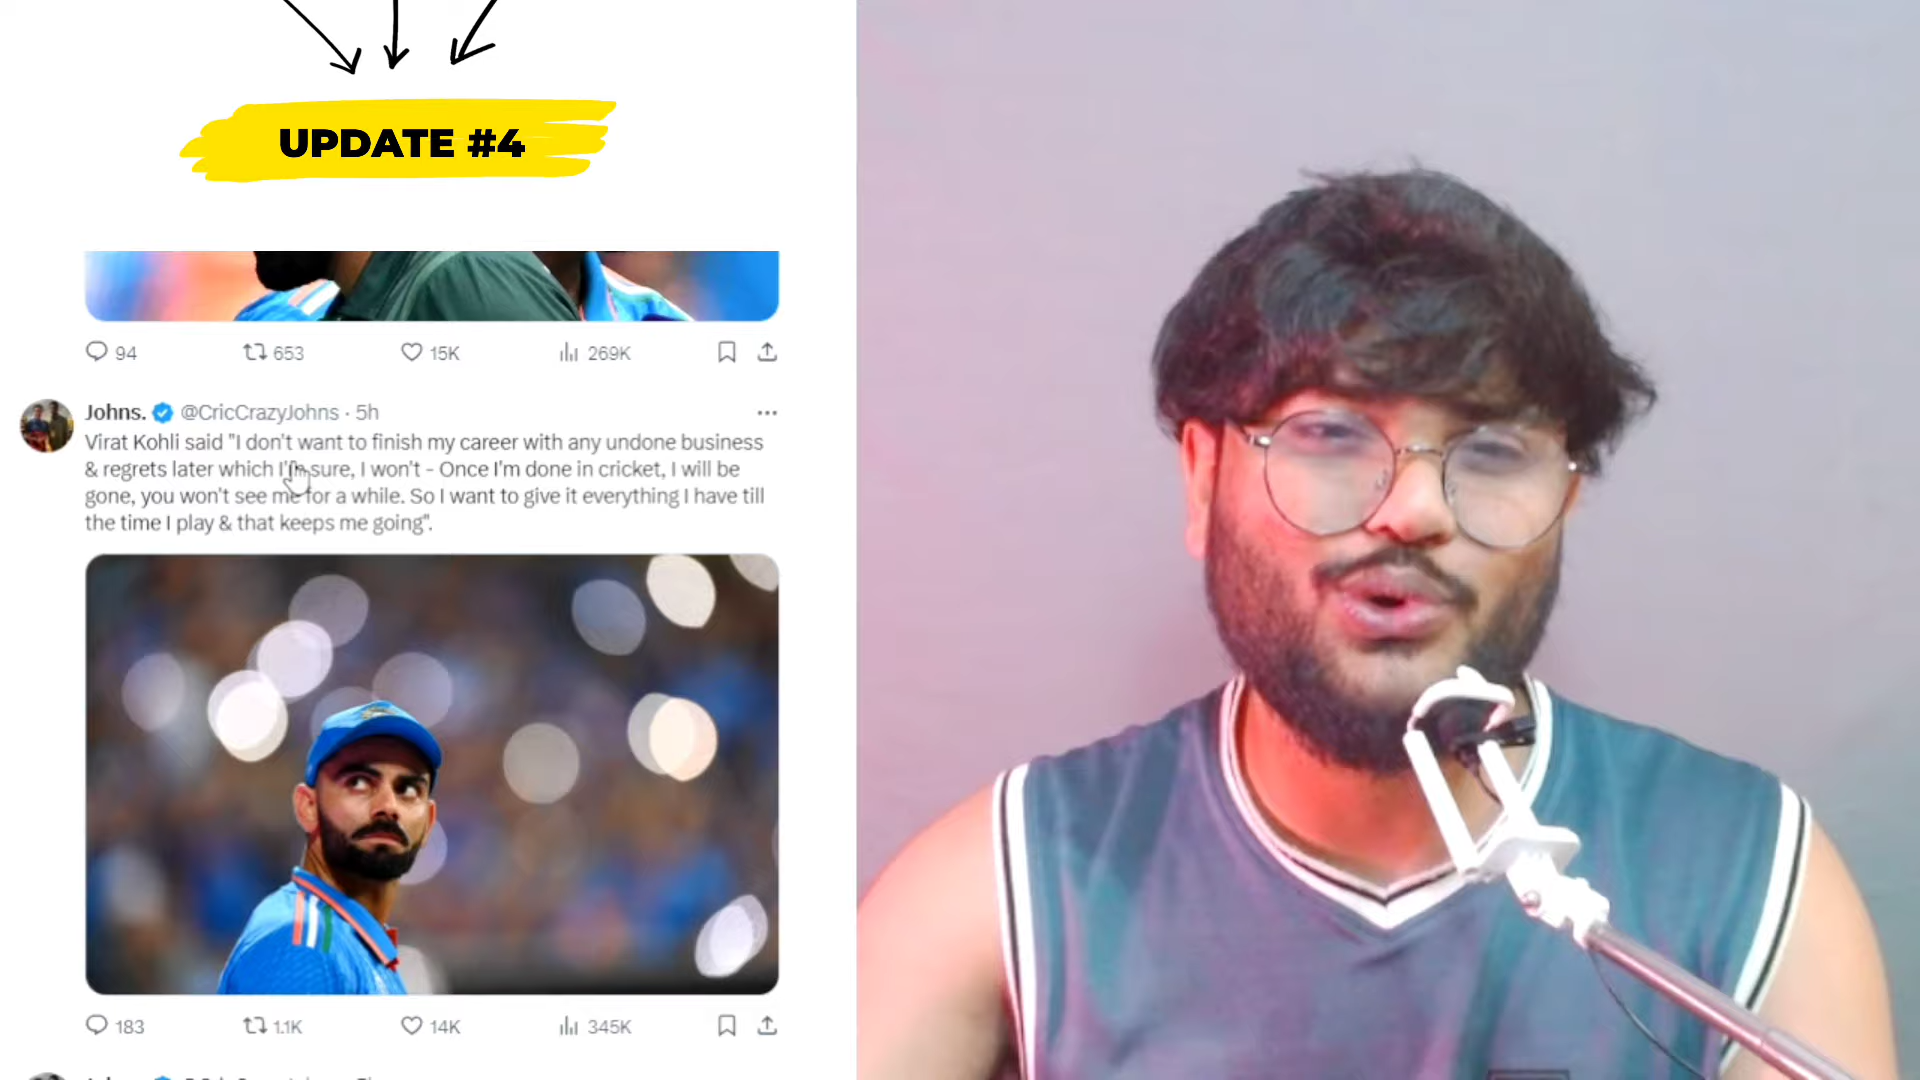 UPDATE #4
94 653 15K 269K
Johns. @CricCrazyJohns · 5h
Virat Kohli said "I don't want to finish my career with any undone business
& regrets later which I'm sure, I won't - Once I'm done in cricket, I will be
gone, you won't see me for a while. So I want to give it everything I have till
the time I play & that keeps me going".
183 1.1K 14K 345K